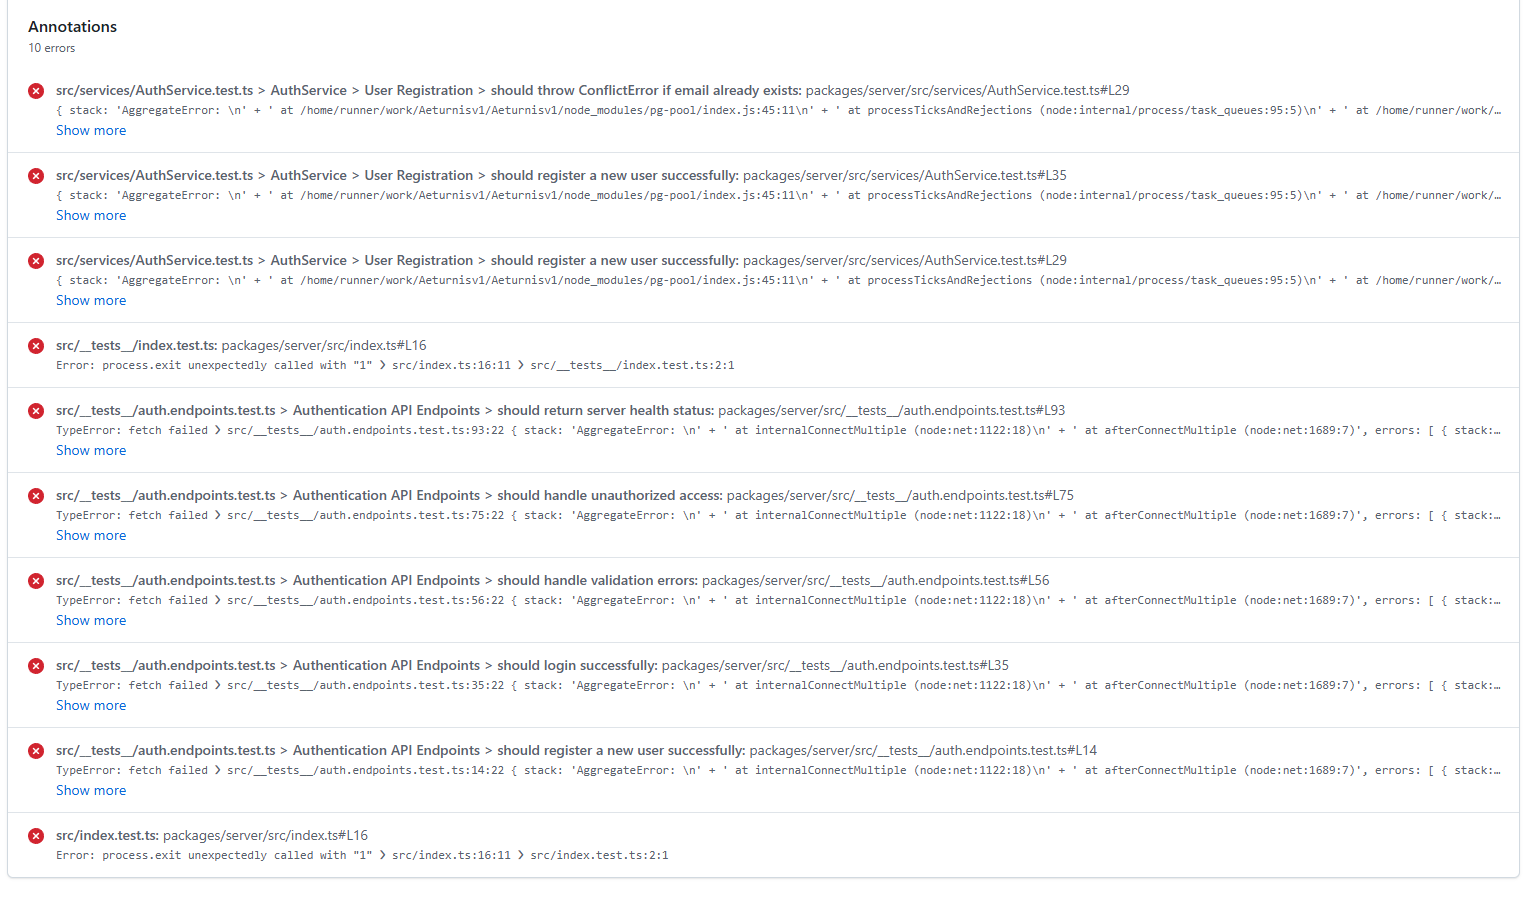 Annotations
10 errors
src/services/AuthService.test.ts > AuthService > User Registration > should throw ConflictError if email already exists: packages/server/src/services/AuthService.test.ts#L29
{ stack: 'AggregateError: \n' + ' at /home/runner/work/Aeturnisv1/Aeturnisv1/node_modules/pg-pool/index.js:45:11\n' + ' at processTicksAndRejections (node:internal/process/task_queues:95:5)\n' + ' at /home/runner/work/…
Show more
src/services/AuthService.test.ts > AuthService > User Registration > should register a new user successfully: packages/server/src/services/AuthService.test.ts#L35
{ stack: 'AggregateError: \n' + ' at /home/runner/work/Aeturnisv1/Aeturnisv1/node_modules/pg-pool/index.js:45:11\n' + ' at processTicksAndRejections (node:internal/process/task_queues:95:5)\n' + ' at /home/runner/work/…
Show more
src/services/AuthService.test.ts > AuthService > User Registration > should register a new user successfully: packages/server/src/services/AuthService.test.ts#L29
{ stack: 'AggregateError: \n' + ' at /home/runner/work/Aeturnisv1/Aeturnisv1/node_modules/pg-pool/index.js:45:11\n' + ' at processTicksAndRejections (node:internal/process/task_queues:95:5)\n' + ' at /home/runner/work/…
Show more
src/__tests__/index.test.ts: packages/server/src/index.ts#L16
Error: process.exit unexpectedly called with "1" ❯ src/index.ts:16:11 ❯ src/__tests__/index.test.ts:2:1
src/__tests__/auth.endpoints.test.ts > Authentication API Endpoints > should return server health status: packages/server/src/__tests__/auth.endpoints.test.ts#L93
TypeError: fetch failed ❯ src/__tests__/auth.endpoints.test.ts:93:22 { stack: 'AggregateError: \n' + ' at internalConnectMultiple (node:net:1122:18)\n' + ' at afterConnectMultiple (node:net:1689:7)', errors: [ { stack:…
Show more
src/__tests__/auth.endpoints.test.ts > Authentication API Endpoints > should handle unauthorized access: packages/server/src/__tests__/auth.endpoints.test.ts#L75
TypeError: fetch failed ❯ src/__tests__/auth.endpoints.test.ts:75:22 { stack: 'AggregateError: \n' + ' at internalConnectMultiple (node:net:1122:18)\n' + ' at afterConnectMultiple (node:net:1689:7)', errors: [ { stack:…
Show more
src/__tests__/auth.endpoints.test.ts > Authentication API Endpoints > should handle validation errors: packages/server/src/__tests__/auth.endpoints.test.ts#L56
TypeError: fetch failed ❯ src/__tests__/auth.endpoints.test.ts:56:22 { stack: 'AggregateError: \n' + ' at internalConnectMultiple (node:net:1122:18)\n' + ' at afterConnectMultiple (node:net:1689:7)', errors: [ { stack:…
Show more
src/__tests__/auth.endpoints.test.ts > Authentication API Endpoints > should login successfully: packages/server/src/__tests__/auth.endpoints.test.ts#L35
TypeError: fetch failed ❯ src/__tests__/auth.endpoints.test.ts:35:22 { stack: 'AggregateError: \n' + ' at internalConnectMultiple (node:net:1122:18)\n' + ' at afterConnectMultiple (node:net:1689:7)', errors: [ { stack:…
Show more
src/__tests__/auth.endpoints.test.ts > Authentication API Endpoints > should register a new user successfully: packages/server/src/__tests__/auth.endpoints.test.ts#L14
TypeError: fetch failed ❯ src/__tests__/auth.endpoints.test.ts:14:22 { stack: 'AggregateError: \n' + ' at internalConnectMultiple (node:net:1122:18)\n' + ' at afterConnectMultiple (node:net:1689:7)', errors: [ { stack:…
Show more
src/index.test.ts: packages/server/src/index.ts#L16
Error: process.exit unexpectedly called with "1" ❯ src/index.ts:16:11 ❯ src/index.test.ts:2:1